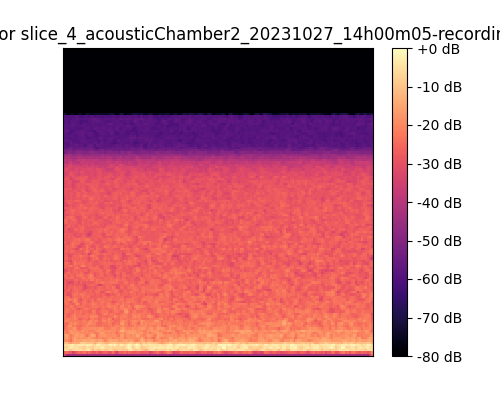 or slice_4_acousticChamber2_20231027_14h00m05-recordin
+0 dB
-10 dB
-20 dB
-30 dB
-40 dB
-50 dB
-60 dB
-70 dB
-80 dB